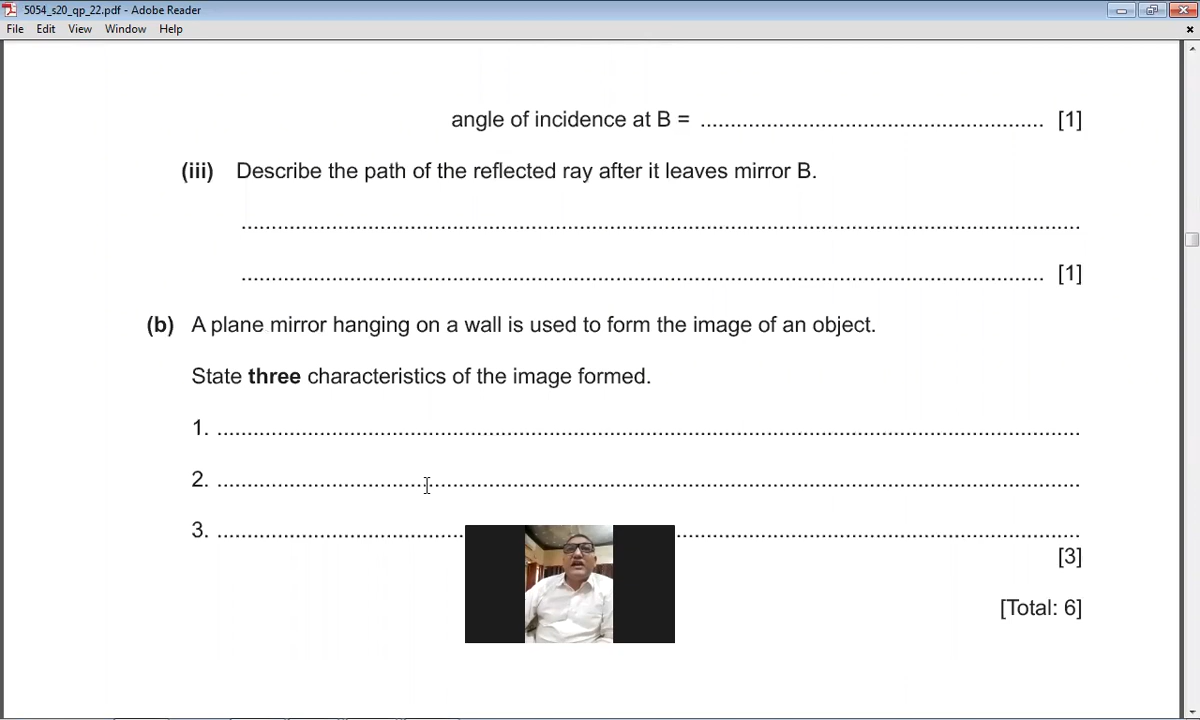 5054_s20_qp_22.pdf - Adobe Reader
File Edit View Window Help
angle of incidence at B = ........................................................ [1]
(iii) Describe the path of the reflected ray after it leaves mirror B.
................................................................................
................................................................................ [1]
(b) A plane mirror hanging on a wall is used to form the image of an object.
State three characteristics of the image formed.
1. ................................................................................
2. ................................................................................
3. ................................................................................
[3]
[Total: 6]